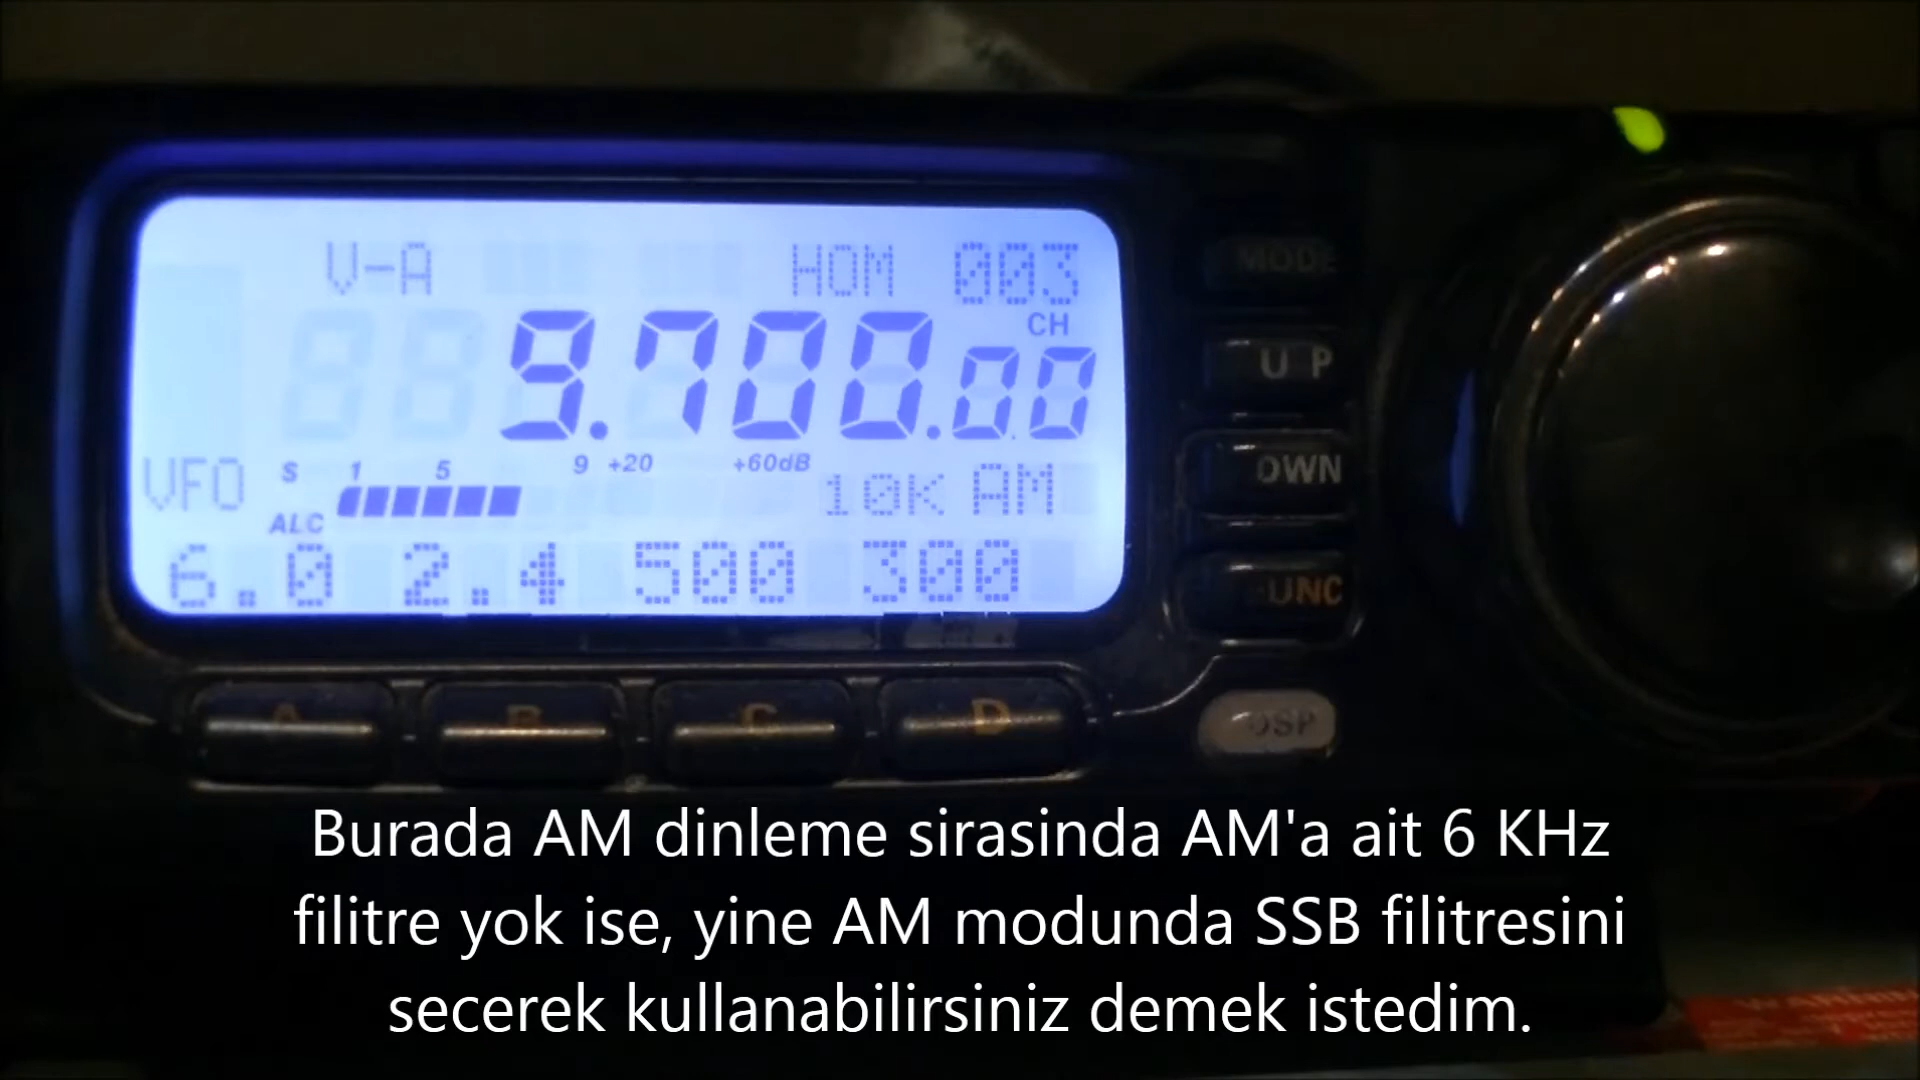 V-A HOM 003
CH
9.700.00
S 1 5 9 +20 +60dB
VFO 10K AM
ALC
6.0 2.4 500 300
MODE
UP
DWN
FUNC
A B C D
DSP
Burada AM dinleme sirasinda AM'a ait 6 KHz
filitre yok ise, yine AM modunda SSB filitresini
secerek kullanabilirsiniz demek istedim.